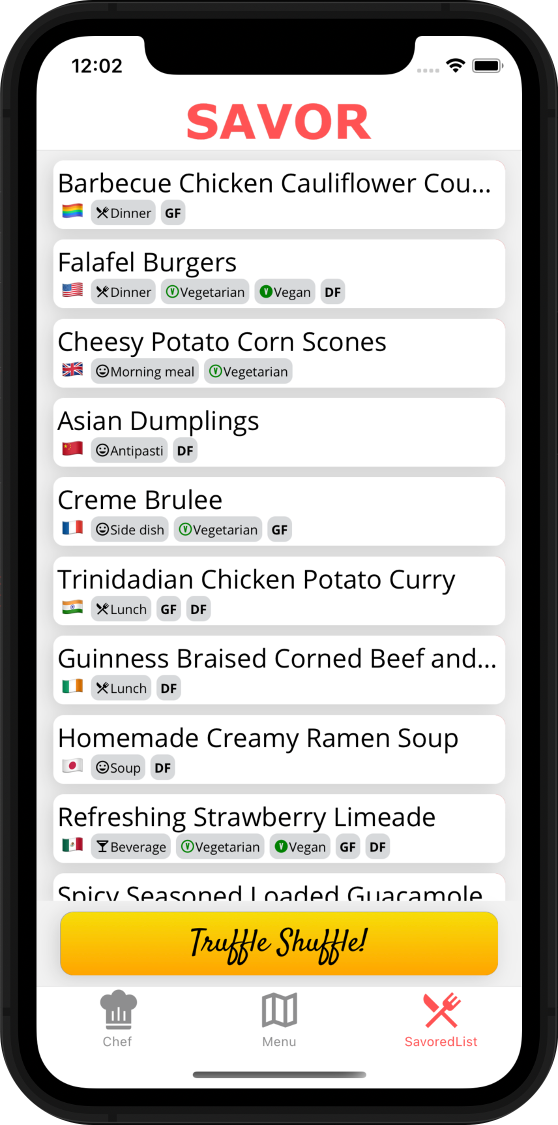 12:02
SAVOR
Barbecue Chicken Cauliflower Cou...
Dinner GF
Falafel Burgers
Dinner Vegetarian Vegan DF
Cheesy Potato Corn Scones
Morning meal Vegetarian
Asian Dumplings
Antipasti DF
Creme Brulee
Side dish Vegetarian GF
Trinidadian Chicken Potato Curry
Lunch GF DF
Guinness Braised Corned Beef and...
Lunch DF
Homemade Creamy Ramen Soup
Soup DF
Refreshing Strawberry Limeade
Beverage Vegetarian Vegan GF DF
Spicy Seasoned Loaded Guacamole
Truffle Shuffle!
Chef Menu SavoredList